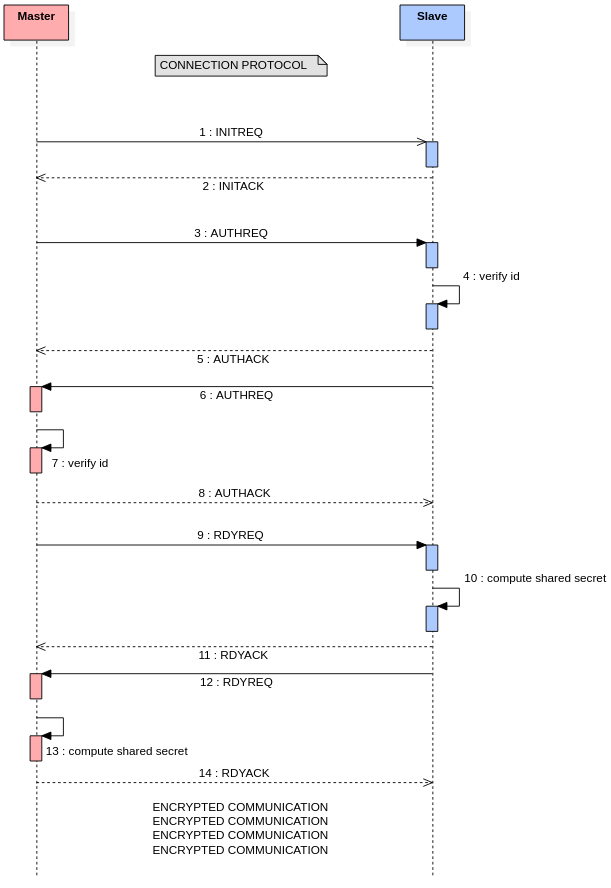 Master
Slave
CONNECTION PROTOCOL
1 : INITREQ
2 : INITACK
3 : AUTHREQ
4 : verify id
5 : AUTHACK
6 : AUTHREQ
7 : verify id
8 : AUTHACK
9 : RDYREQ
10 : compute shared secret
11 : RDYACK
12 : RDYREQ
13 : compute shared secret
14 : RDYACK
ENCRYPTED COMMUNICATION
ENCRYPTED COMMUNICATION
ENCRYPTED COMMUNICATION
ENCRYPTED COMMUNICATION